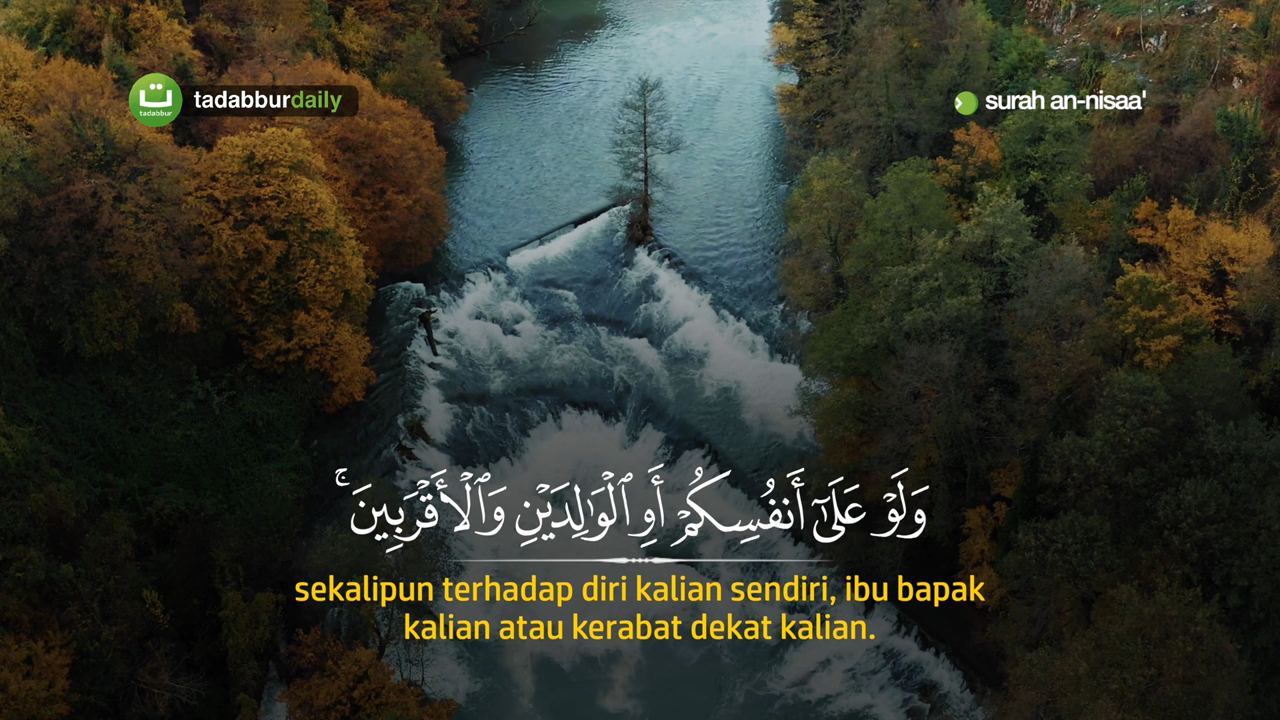 ت
tadabbur
tadabburdaily
surah an-nisaa'
وَلَوْ عَلَىٰٓ أَنفُسِكُمْ أَوِ ٱلْوَٰلِدَيْنِ وَٱلْأَقْرَبِينَ ۚ
sekalipun terhadap diri kalian sendiri, ibu bapak
kalian atau kerabat dekat kalian.